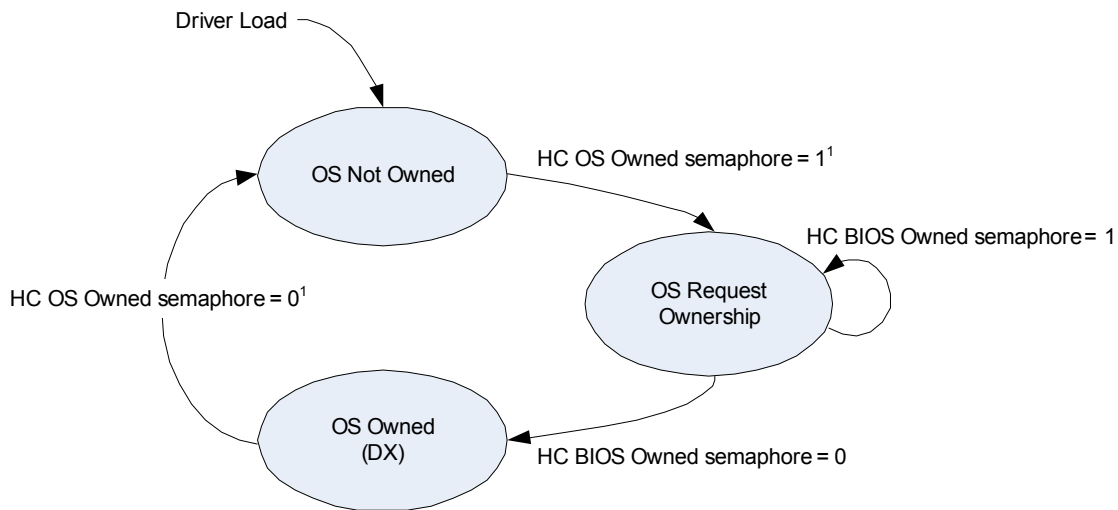 Driver Load
OS Not Owned
HC OS Owned semaphore = 1¹
HC BIOS Owned semaphore = 1
OS Request
Ownership
HC OS Owned semaphore = 0¹
OS Owned
(DX)
HC BIOS Owned semaphore = 0